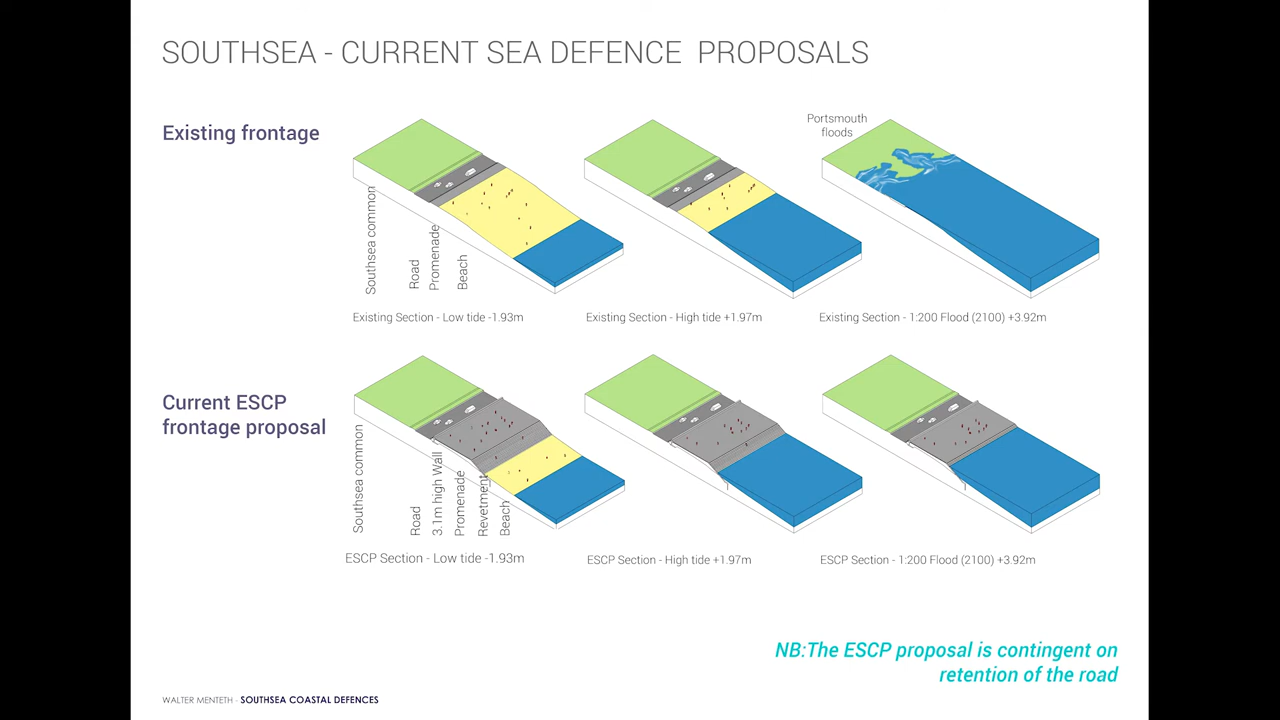 SOUTHSEA - CURRENT SEA DEFENCE PROPOSALS
Existing frontage
Portsmouth
floods
Southsea common
Road
Promenade
Beach
Existing Section - Low tide -1.93m
Existing Section - High tide +1.97m
Existing Section - 1:200 Flood (2100) +3.92m
Current ESCP
frontage proposal
Southsea common
Road
3.1m high Wall
Promenade
Revetment
Beach
ESCP Section - Low tide -1.93m
ESCP Section - High tide +1.97m
ESCP Section - 1:200 Flood (2100) +3.92m
NB:The ESCP proposal is contingent on
retention of the road
WALTER MENTETH - SOUTHSEA COASTAL DEFENCES